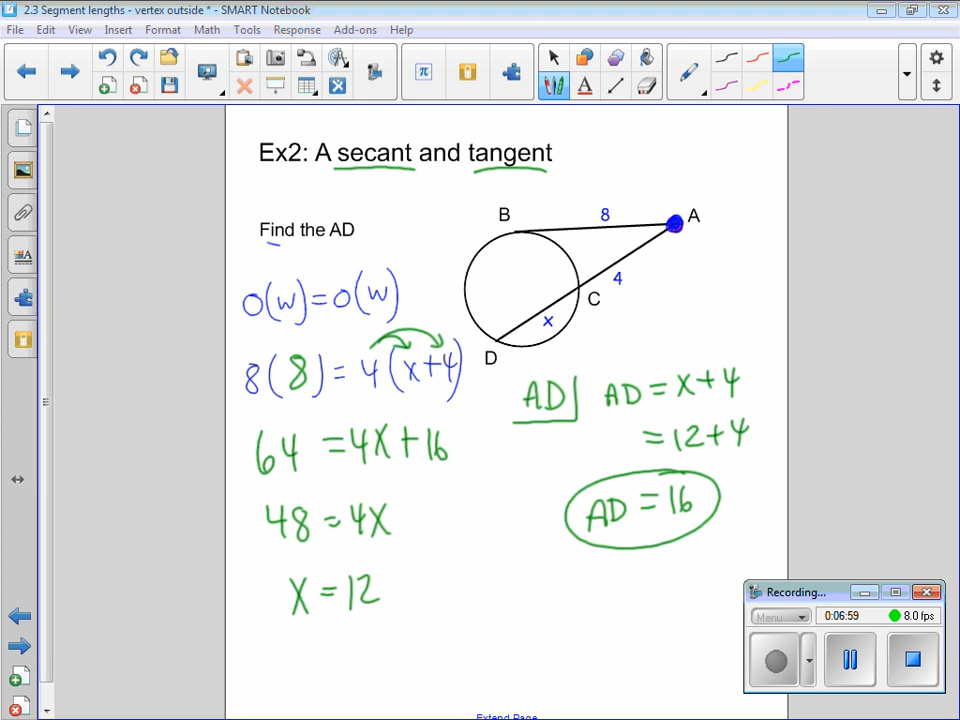 2.3 Segment lengths - vertex outside * - SMART Notebook
File Edit View Insert Format Tools Response Add-ons Help
Ex2: A secant and tangent
Find the AD
B
8
A
4
C
x
D
O(w) = O(w)
8(8) = 4(x+4)
64 = 4x + 16
48 = 4x
x = 12
AD
AD = x + 4
= 12 + 4
AD = 16
Recording...
Menu
0:06:59
8.0 fps
Extend Page